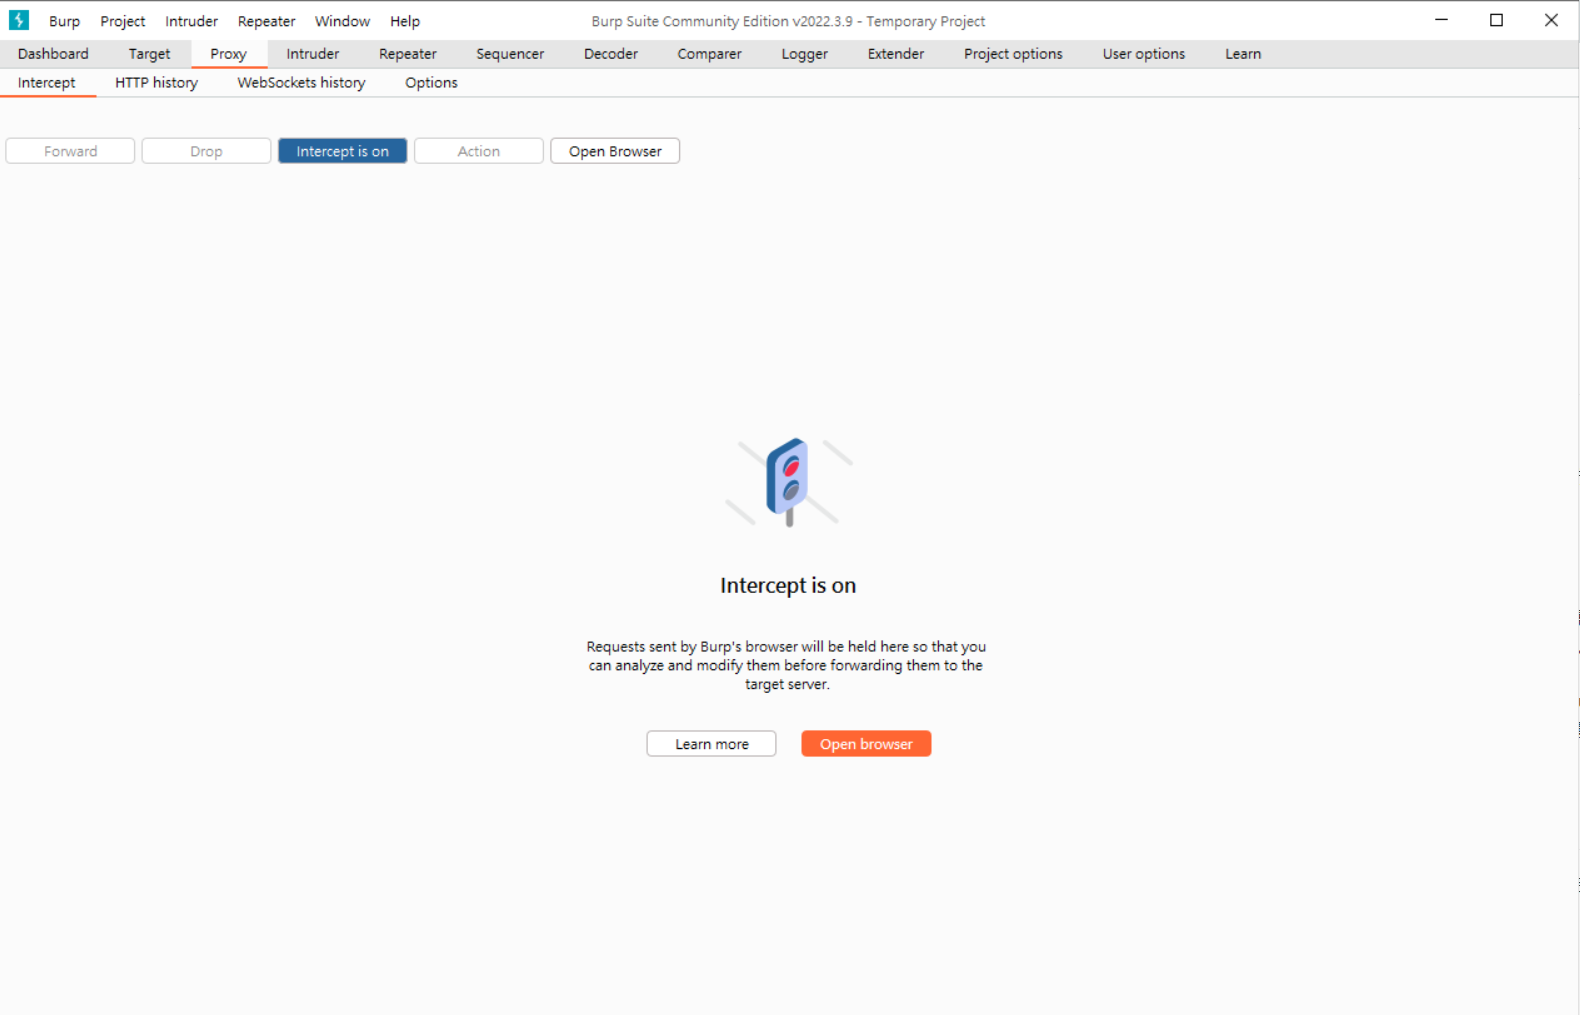 Burp Project Intruder Repeater Window Help Burp Suite Community Edition v2022.3.9 - Temporary Project
Dashboard Target Proxy Intruder Repeater Sequencer Decoder Comparer Logger Extender Project options User options Learn
Intercept HTTP history WebSockets history Options
Forward Drop Intercept is on Action Open Browser
Intercept is on
Requests sent by Burp's browser will be held here so that you
can analyze and modify them before forwarding them to the
target server.
Learn more Open browser